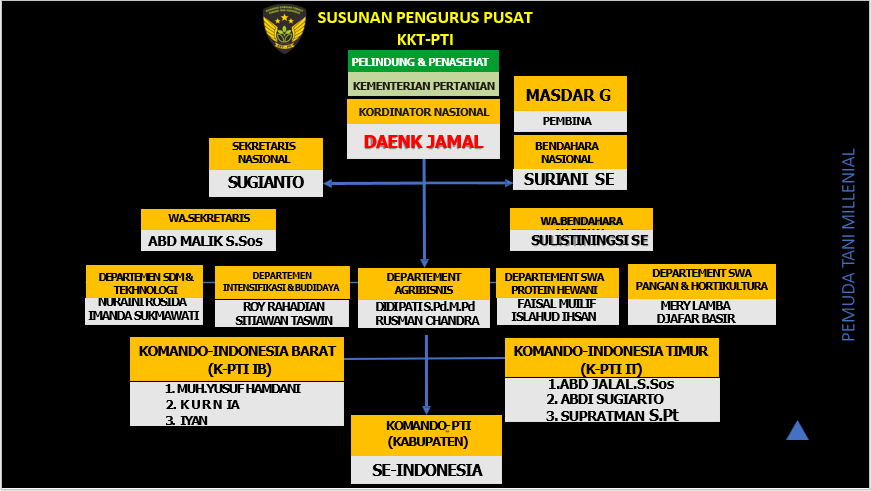 SUSUNAN PENGURUS PUSAT
KKT-PTI
PELINDUNG & PENASEHAT
KEMENTERIAN PERTANIAN
KORDINATOR NASIONAL
DAENK JAMAL
MASDAR G
PEMBINA
SEKRETARIS
NASIONAL
SUGIANTO
BENDAHARA
NASIONAL
SURIANI SE
WA.SEKRETARIS
ABD MALIK S.Sos
WA.BENDAHARA
SULISTININGSI SE
DEPARTEMEN SDM &
TEKHNOLOGI
NURAINI ROSIDA
IMANDA SUKMAWATI
DEPARTEMEN
INTENSIFIKASI & BUDIDAYA
ROY RAHADIAN
SITIAWAN TASWIN
DEPARTEMENT
AGRIBISNIS
DIDIPATI S.Pd.M.Pd
RUSMAN CHANDRA
DEPARTEMENT SWA
PROTEIN HEWANI
FAISAL MUILIF
ISLAHUD IHSAN
DEPARTEMENT SWA
PANGAN & HORTIKULTURA
MERY LAMBA
DJAFAR BASIR
KOMANDO-INDONESIA BARAT
(K-PTI IB)
1. MUH.YUSUF HAMDANI
2. KURNIA
3. IYAN
KOMANDO-INDONESIA TIMUR
(K-PTI IT)
1.ABD JALAL.S.Sos
2. ABDI SUGIARTO
3. SUPRATMAN S.Pt
KOMANDO-PTI
(KABUPATEN)
SE-INDONESIA
PEMUDA TANI MILLENIAL